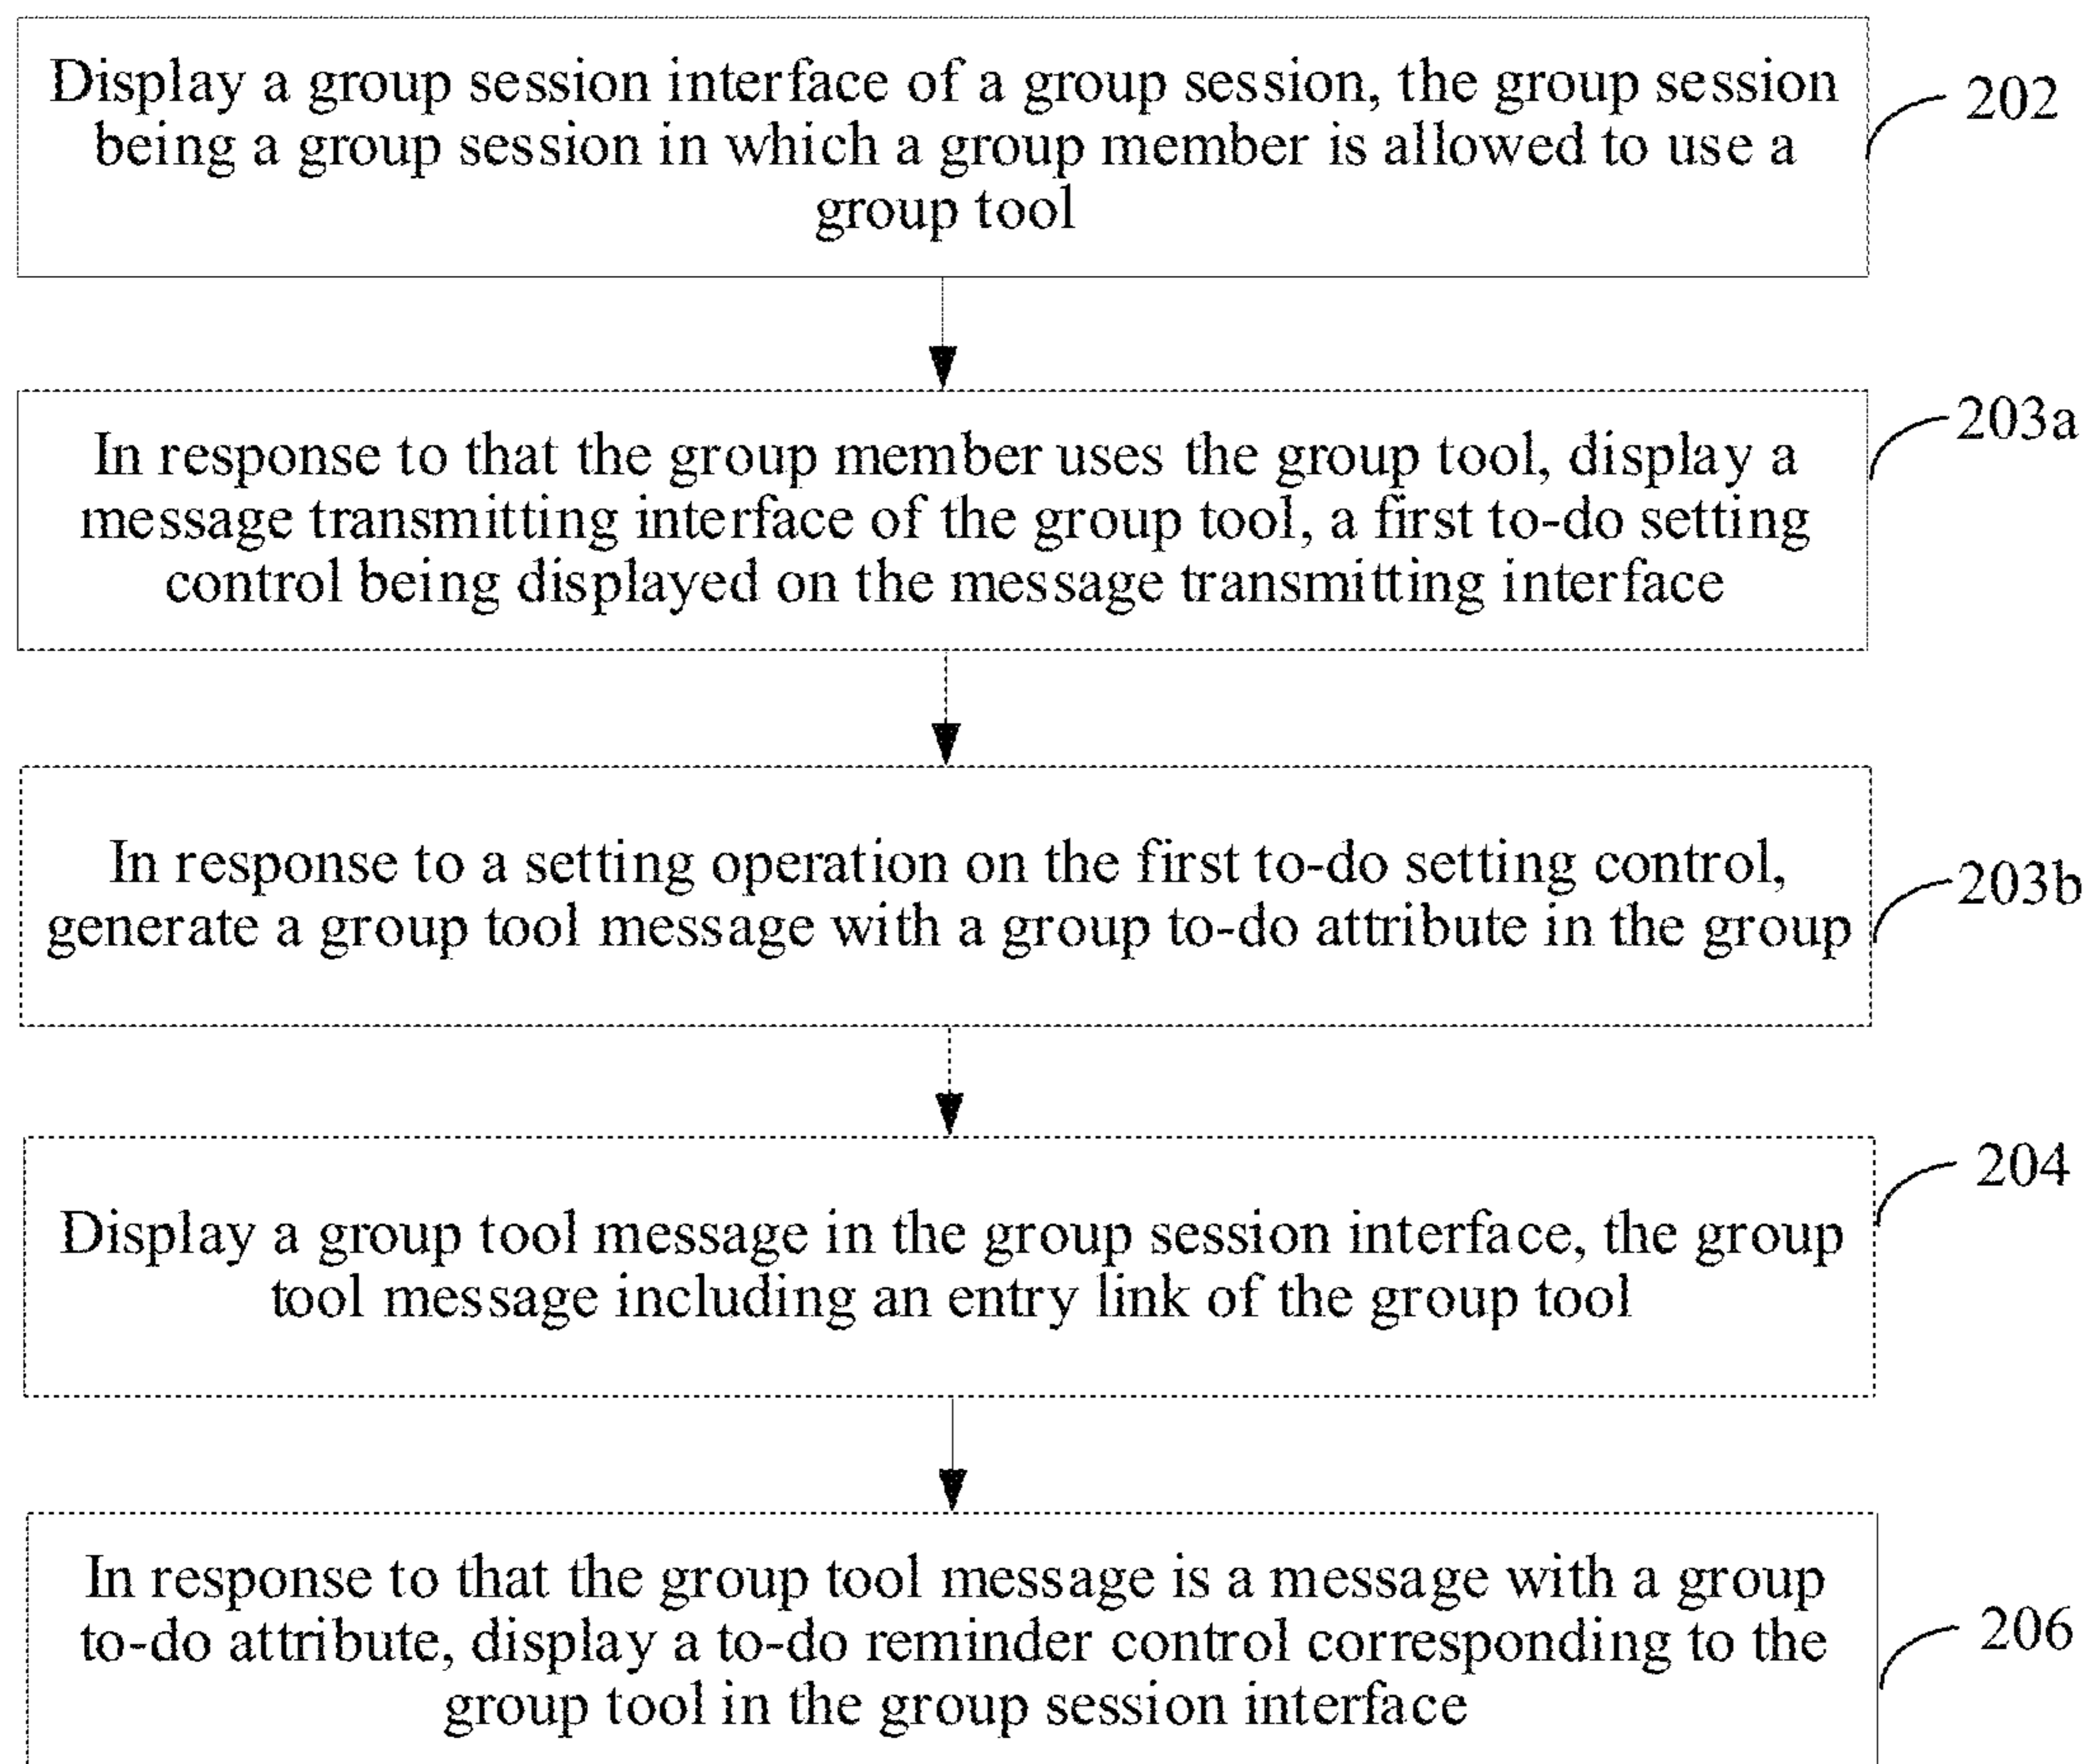 Display a group session interface of a group session, the group session
being a group session in which a group member is allowed to use a
group tool
202
In response to that the group member uses the group tool, display a
message transmitting interface of the group tool, a first to-do setting
control being displayed on the message transmitting interface
203a
In response to a setting operation on the first to-do setting control,
generate a group tool message with a group to-do attribute in the group
203b
Display a group tool message in the group session interface, the group
tool message including an entry link of the group tool
204
In response to that the group tool message is a message with a group
to-do attribute, display a to-do reminder control corresponding to the
group tool in the group session interface
206